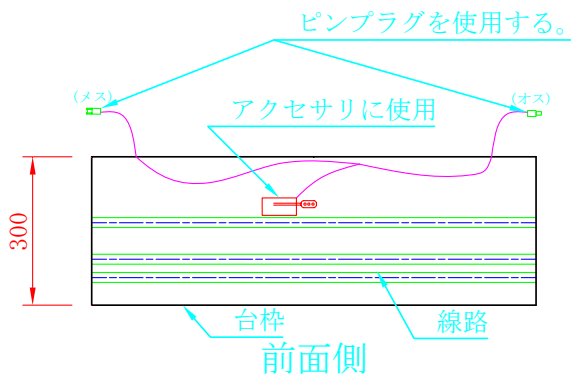 ピンプラグを使用する。
(メス)
(オス)
アクセサリに使用
300
台枠
線路
前面側